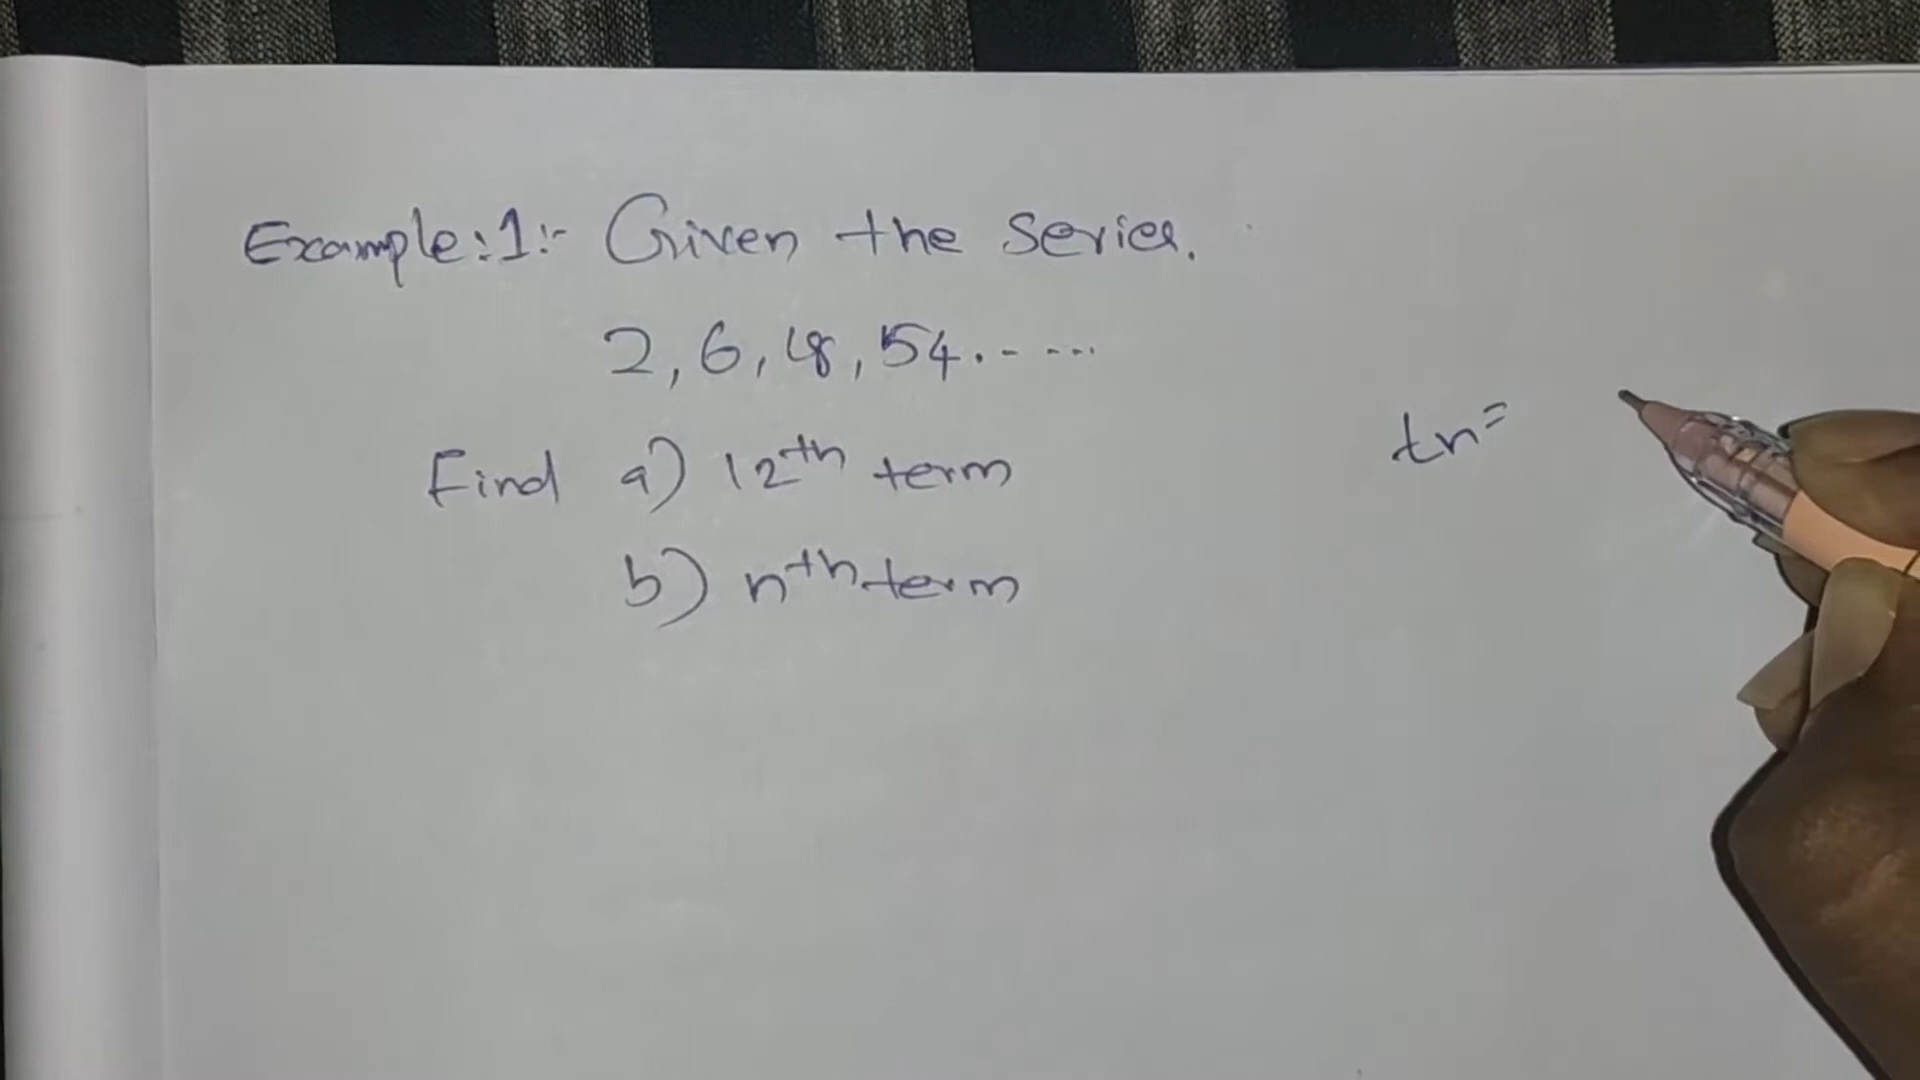 Example:1:- Given the series.
2, 6, 18, 54.- ---
Find a) 12th term
b) nth term
tn=